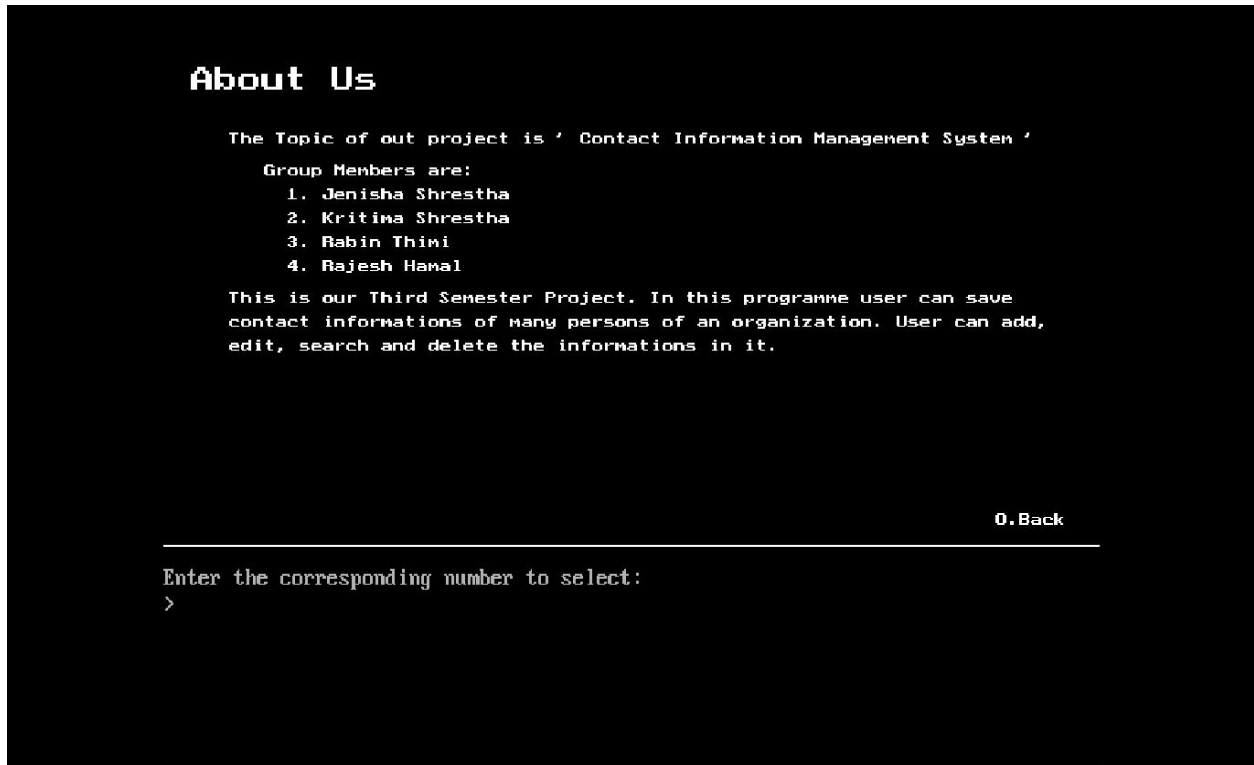 About Us
The Topic of out project is ' Contact Information Management System '
Group Members are:
1. Jenisha Shrestha
2. Kritima Shrestha
3. Rabin Thimi
4. Rajesh Hamal
This is our Third Semester Project. In this programme user can save
contact informations of many persons of an organization. User can add,
edit, search and delete the informations in it.
0.Back
Enter the corresponding number to select:
>